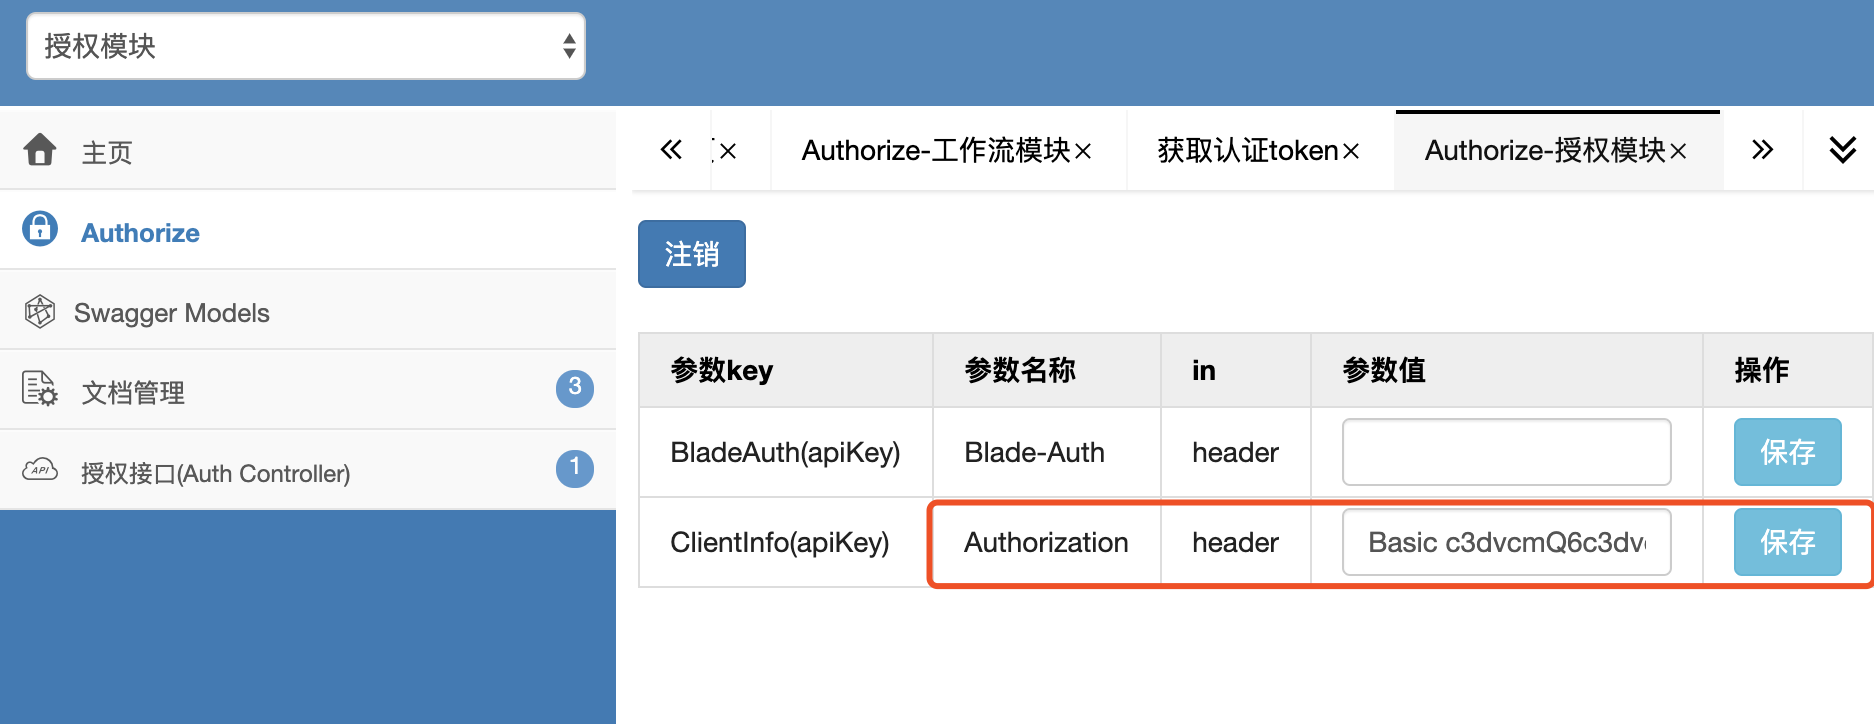 授权模块
主页
Authorize
Swagger Models
文档管理 3
授权接口(Auth Controller) 1
Authorize-工作流模块× 获取认证token× Authorize-授权模块×
注销
参数key 参数名称 in 参数值 操作
BladeAuth(apiKey) Blade-Auth header 保存
ClientInfo(apiKey) Authorization header Basic c3dvcmQ6c3dv 保存